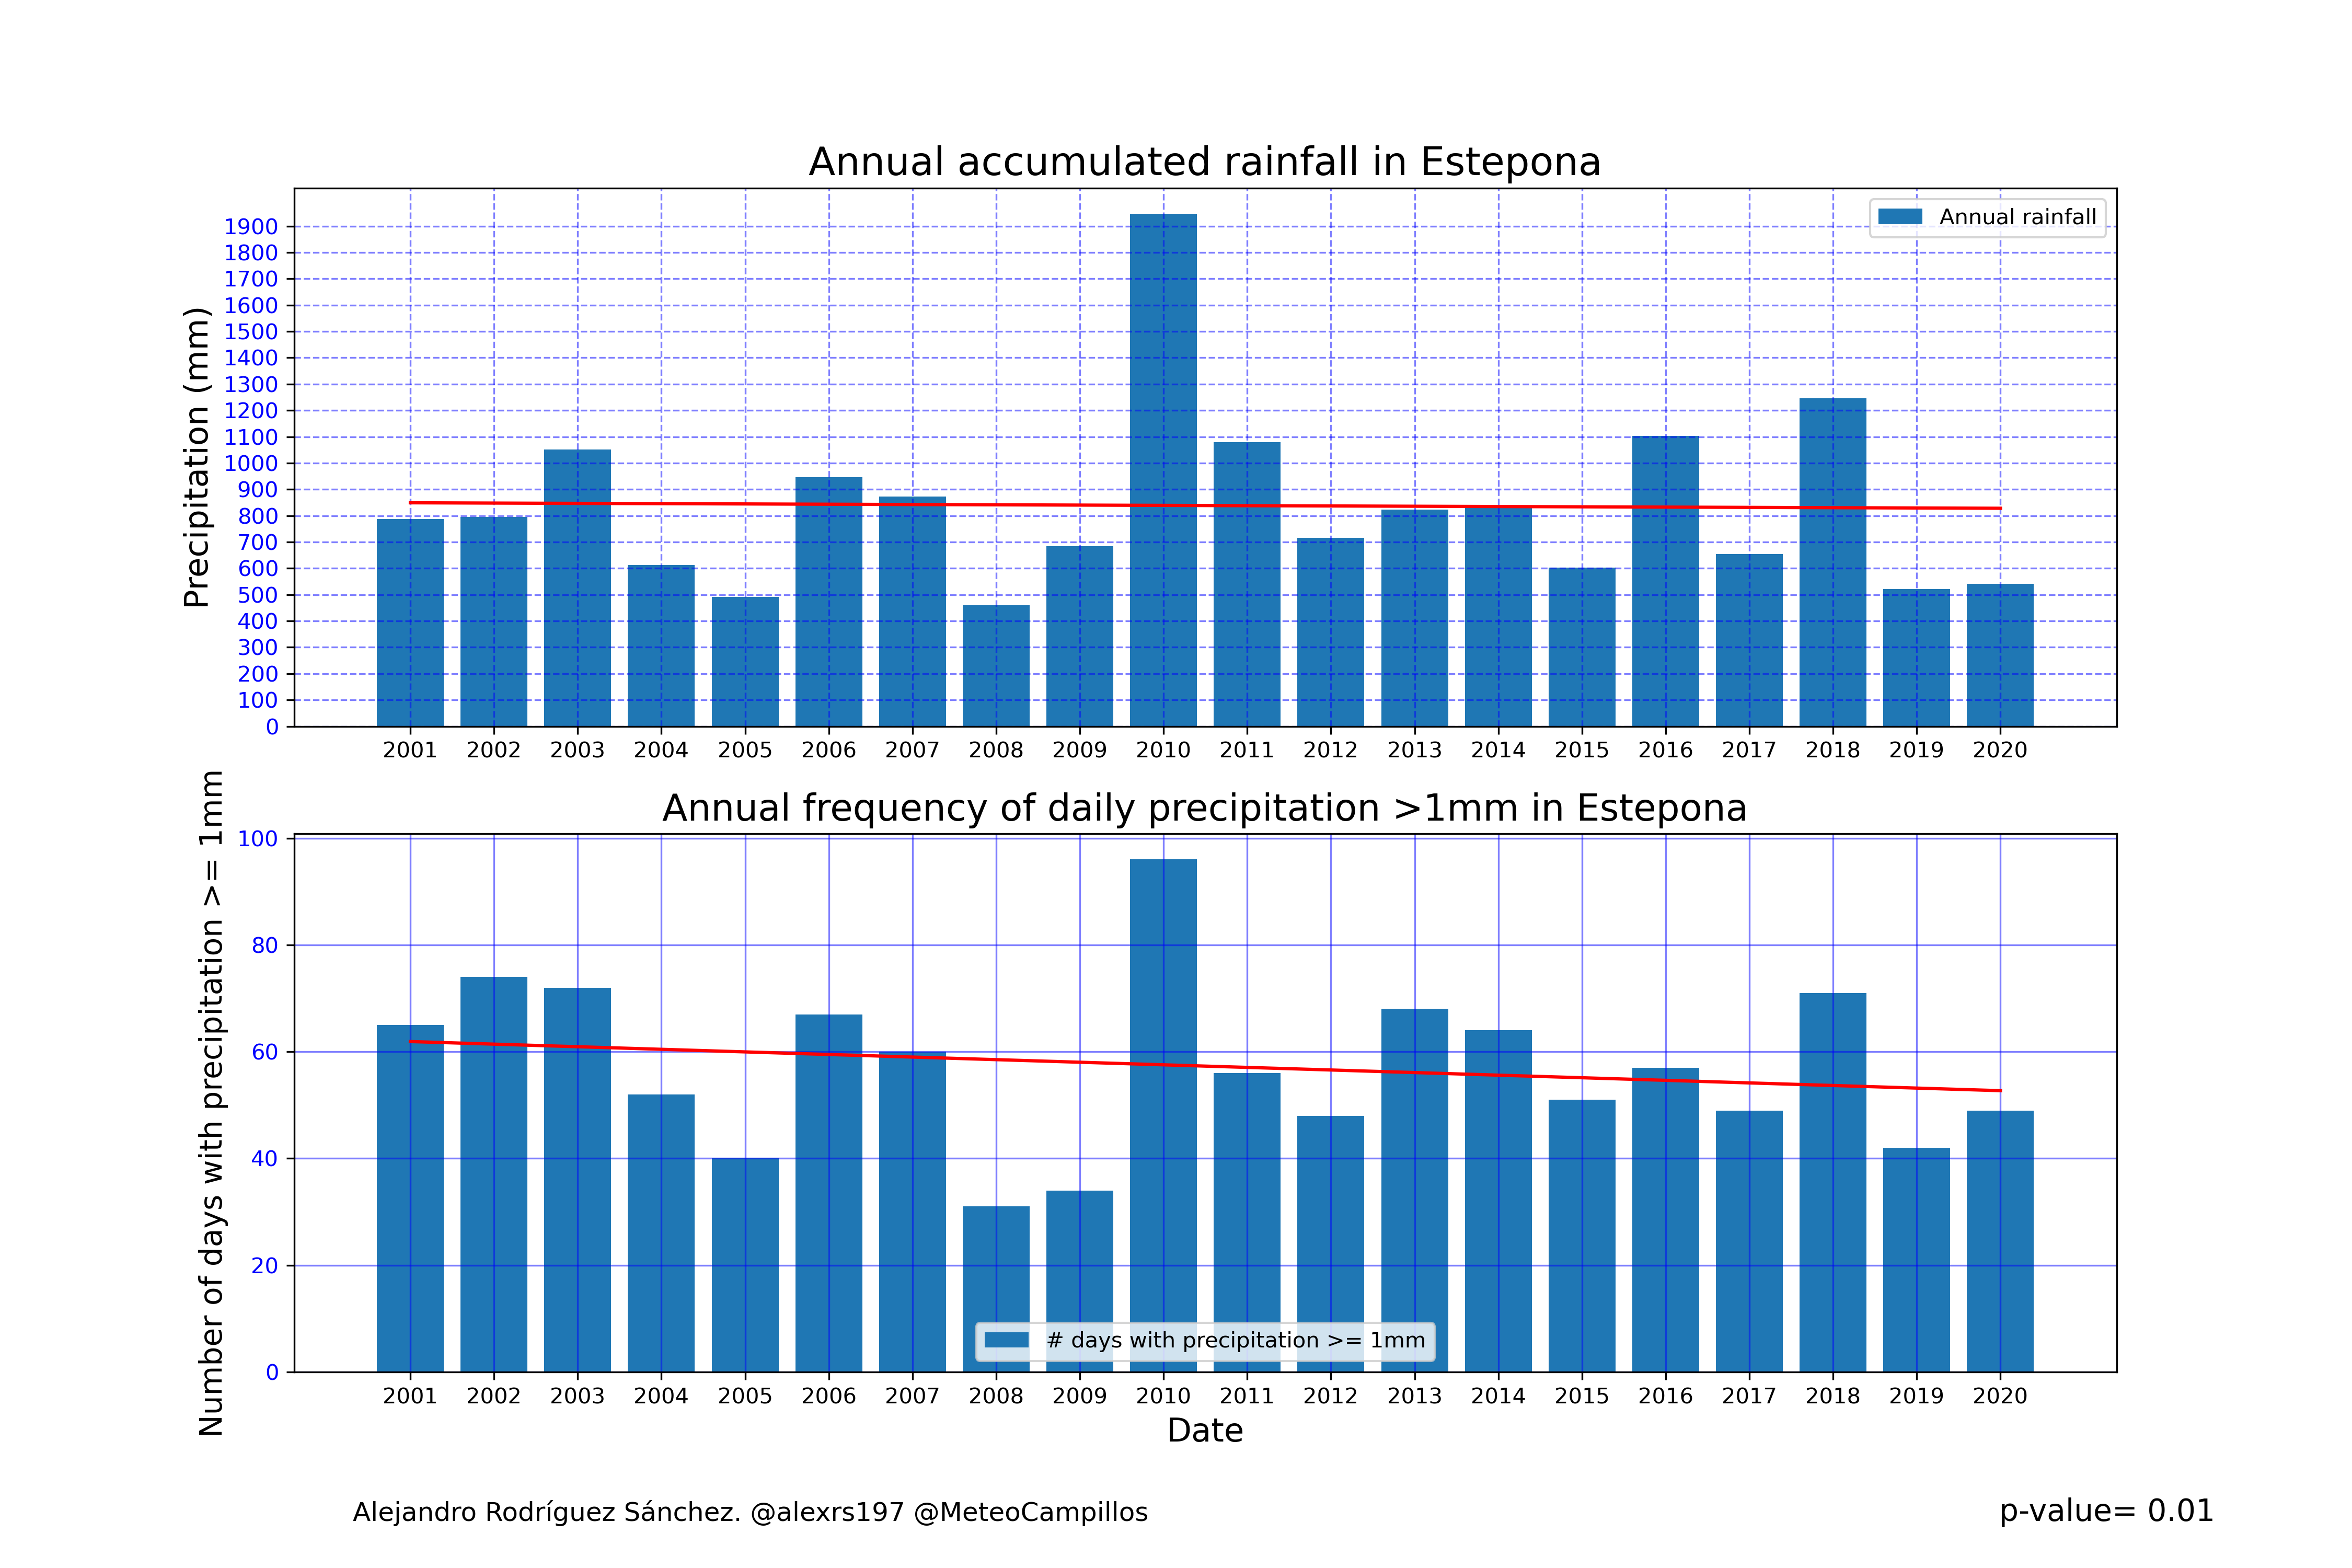 Annual accumulated rainfall in Estepona
Precipitation (mm)
1900
1800
1700
1600
1500
1400
1300
1200
1100
1000
900
800
700
600
500
400
300
200
100
0
Annual rainfall
2001 2002 2003 2004 2005 2006 2007 2008 2009 2010 2011 2012 2013 2014 2015 2016 2017 2018 2019 2020
Annual frequency of daily precipitation >1mm in Estepona
Number of days with precipitation >= 1mm
100
80
60
40
20
0
# days with precipitation >= 1mm
2001 2002 2003 2004 2005 2006 2007 2008 2009 2010 2011 2012 2013 2014 2015 2016 2017 2018 2019 2020
Date
Alejandro Rodríguez Sánchez. @alexrs197 @MeteoCampillos
p-value= 0.01